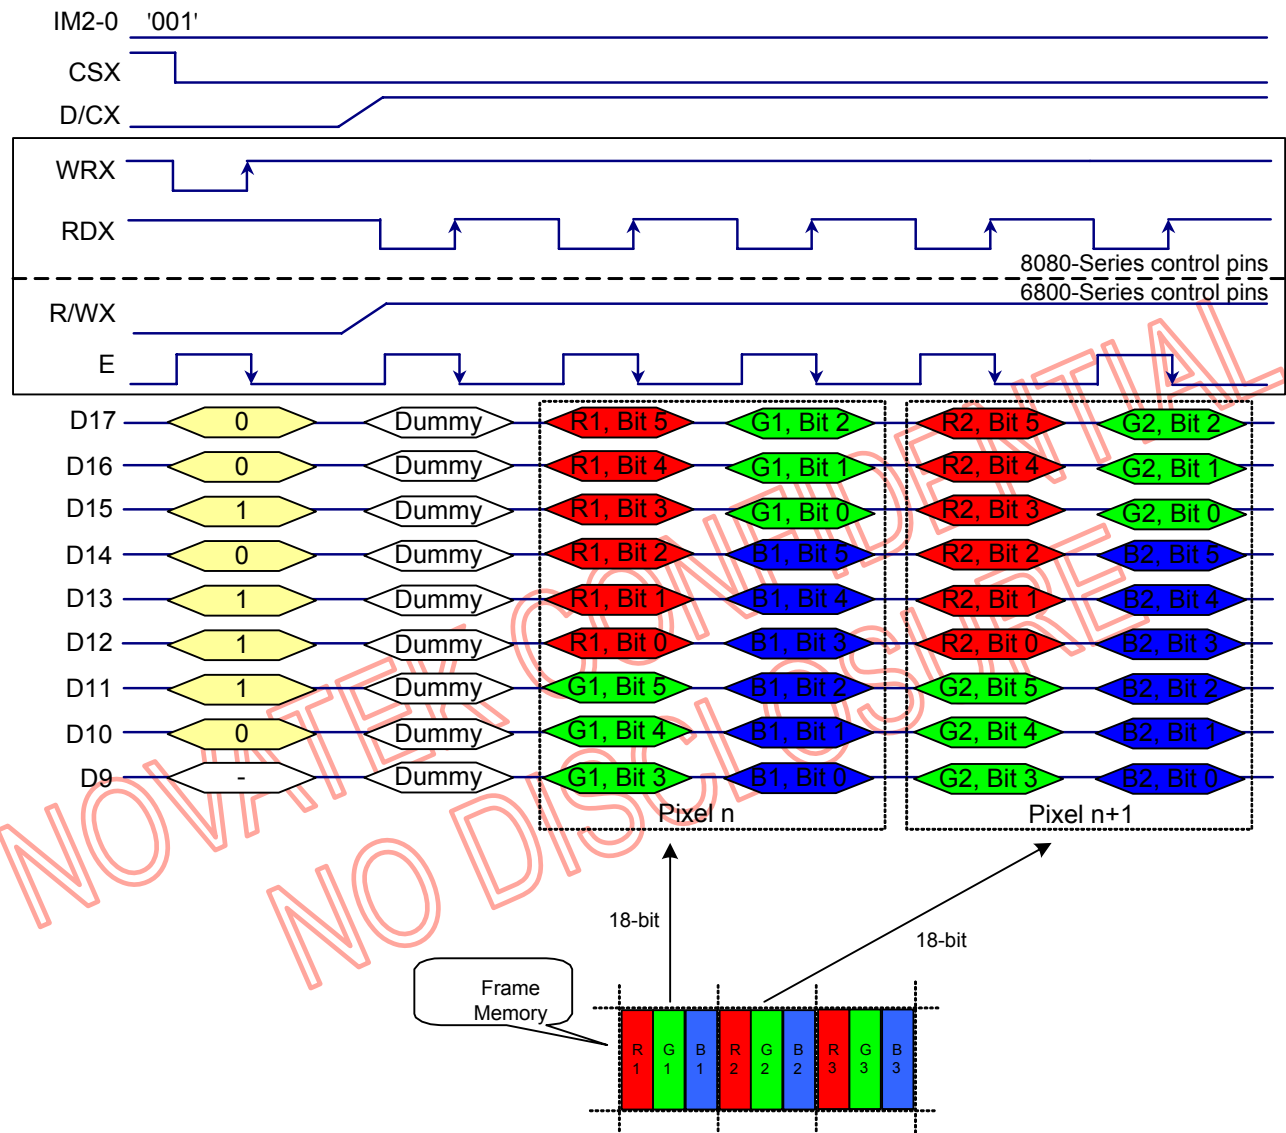 IM2-0 '001'
CSX
D/CX
WRX
RDX
8080-Series control pins
6800-Series control pins
R/WX
E
D17 0 Dummy R1, Bit 5 G1, Bit 2 R2, Bit 5 G2, Bit 2
D16 0 Dummy R1, Bit 4 G1, Bit 1 R2, Bit 4 G2, Bit 1
D15 1 Dummy R1, Bit 3 G1, Bit 0 R2, Bit 3 G2, Bit 0
D14 0 Dummy R1, Bit 2 B1, Bit 5 R2, Bit 2 B2, Bit 5
D13 1 Dummy R1, Bit 1 B1, Bit 4 R2, Bit 1 B2, Bit 4
D12 1 Dummy R1, Bit 0 B1, Bit 3 R2, Bit 0 B2, Bit 3
D11 1 Dummy G1, Bit 5 B1, Bit 2 G2, Bit 5 B2, Bit 2
D10 0 Dummy G1, Bit 4 B1, Bit 1 G2, Bit 4 B2, Bit 1
D9 - Dummy G1, Bit 3 B1, Bit 0 G2, Bit 3 B2, Bit 0
Pixel n Pixel n+1
NOVATEK CONFIDENTIAL
NO DISCLOSURE
18-bit
18-bit
Frame
Memory
R G B R G B R G B
1 1 1 2 2 2 3 3 3